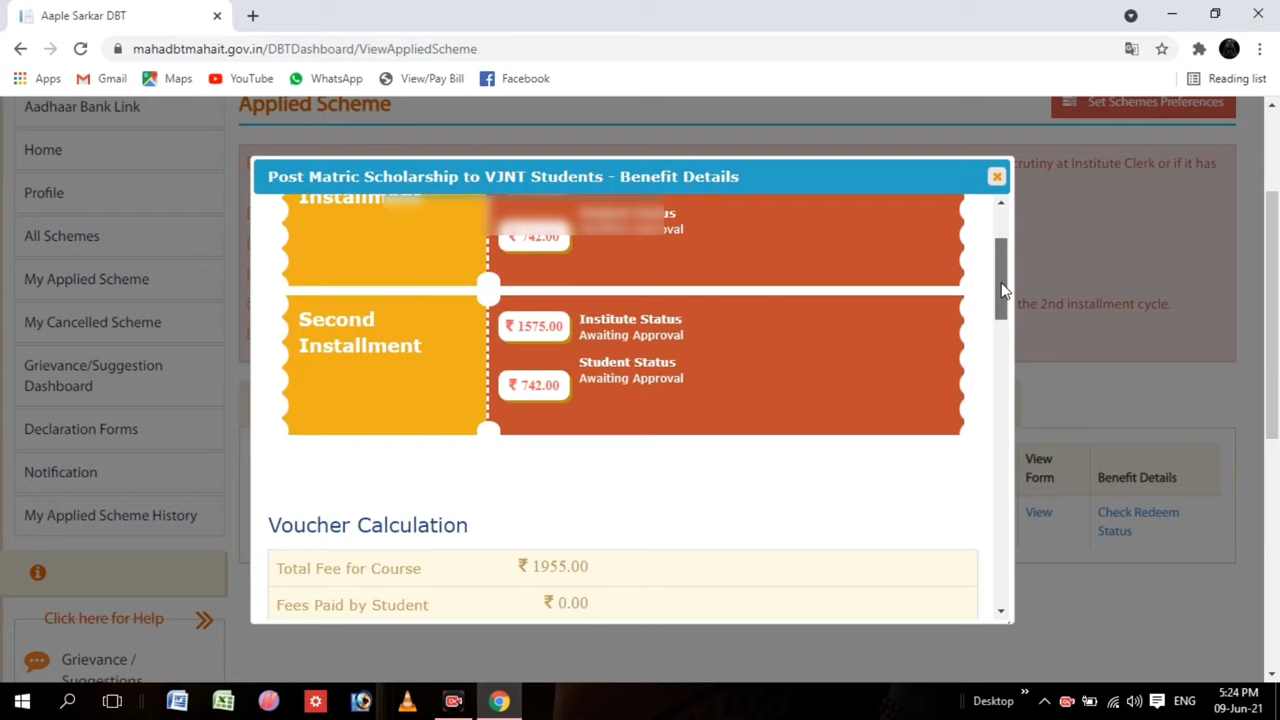 Aaple Sarkar DBT
mahadbtmahait.gov.in/DBTDashboard/ViewAppliedScheme
Apps Gmail Maps YouTube WhatsApp View/Pay Bill Facebook Reading list
Aadhaar Bank Link
Home
Profile
All Schemes
My Applied Scheme
My Cancelled Scheme
Grievance/Suggestion
Dashboard
Declaration Forms
Notification
My Applied Scheme History
Click here for Help
Grievance /
Suggestion
Applied Scheme
Set Schemes Preferences
rutiny at Institute Clerk or if it has
the 2nd installment cycle.
Post Matric Scholarship to VJNT Students - Benefit Details
Installment
₹ 742.00
Second
Installment
₹ 1575.00 Institute Status
Awaiting Approval
Student Status
₹ 742.00 Awaiting Approval
Voucher Calculation
Total Fee for Course ₹ 1955.00
Fees Paid by Student ₹ 0.00
View
Form
Benefit Details
View
Check Redeem
Status
Desktop
ENG
5:24 PM
09-Jun-21